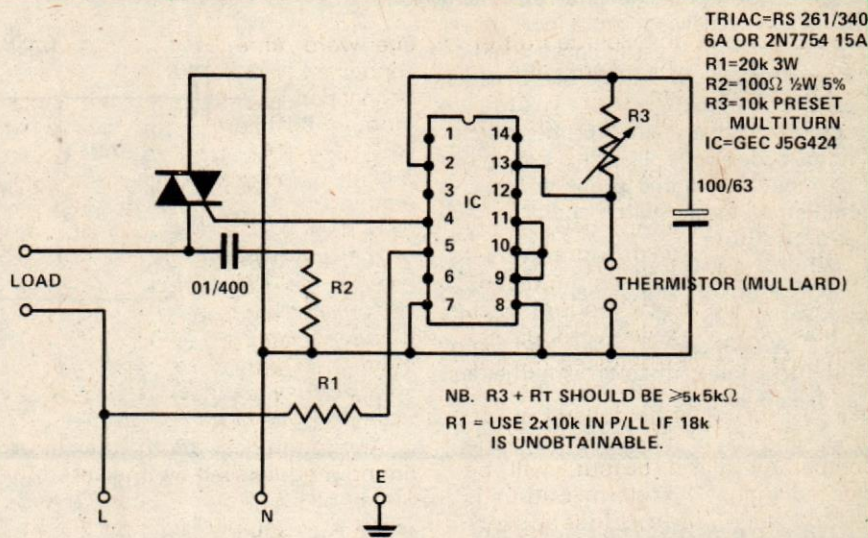 TRIAC=RS 261/340
6A OR 2N7754 15A
R1=20k 3W
R2=100Ω ½W 5%
R3=10k PRESET
MULTITURN
IC=GEC J5G424
R3
1 14
2 13
3 12
IC
4 11
5 10
6 9
7 8
100/63
LOAD
01/400
R2
THERMISTOR (MULLARD)
R1
NB. R3 + RT SHOULD BE ⩾5k5kΩ
R1 = USE 2x10k IN P/LL IF 18k
IS UNOBTAINABLE.
L
N
E